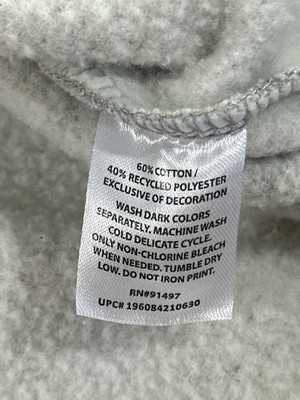 60% COTTON /
40% RECYCLED POLYESTER
EXCLUSIVE OF DECORATION
WASH DARK COLORS
SEPARATELY. MACHINE WASH
COLD DELICATE CYCLE.
ONLY NON-CHLORINE BLEACH
WHEN NEEDED. TUMBLE DRY
LOW. DO NOT IRON PRINT.
RN#91497
UPC# 196084210630